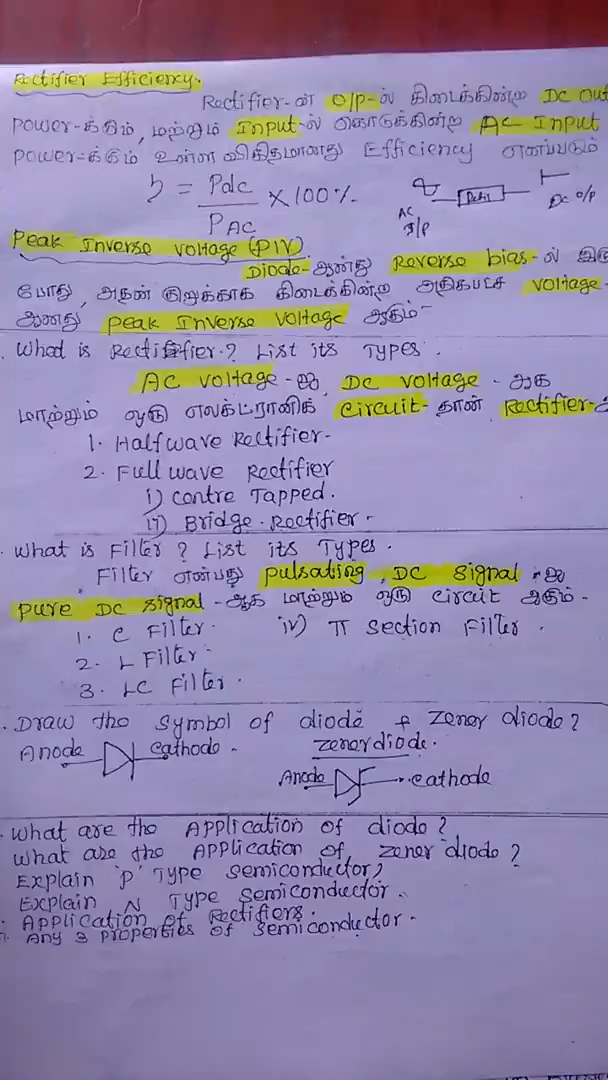 Rectifier Efficiency.
Rectifier-ன் O/P-ல் கிடைக்கின்ற DC Out
Power-க்கும், மற்றும் Input-ல் கொடுக்கின்ற AC Input
Power-க்கும் உள்ள விகிதமானது Efficiency எனப்படும்
η = Pdc / PAC × 100%.
AC I/P
Rect
DC O/P
Peak Inverse Voltage (PIV)
Diode-ஆனது Reverse bias-ல் இரு
போது, அதன் குறுக்காக கிடைக்கின்ற அதிகபட்ச voltage-
ஆனது Peak Inverse Voltage ஆகும்-
. What is Rectifier? List its Types.
AC Voltage-ஐ DC Voltage-ஆக
மாற்றும் ஒரு எலக்ட்ரானிக் circuit-தான் Rectifier-
1. Halfwave Rectifier-
2. Full wave Rectifier
i) Centre Tapped.
ii) Bridge Rectifier-
. What is Filter? List its Types.
Filter என்பது pulsating DC signal-ஐ
pure DC signal-ஆக மாற்றும் ஒரு circuit ஆகும்-
1. C Filter.
iv) π Section Filter.
2. L Filter-
3. LC Filter.
. Draw the Symbol of diode & Zener diode?
Anode Cathode-
Zener diode.
Anode Cathode
. What are the Application of diode?
What are the Application of Zener diode?
Explain 'P' Type Semiconductor?
Explain N Type Semiconductor.
Application of Rectifiers.
Any 3 Properties of Semiconductor-